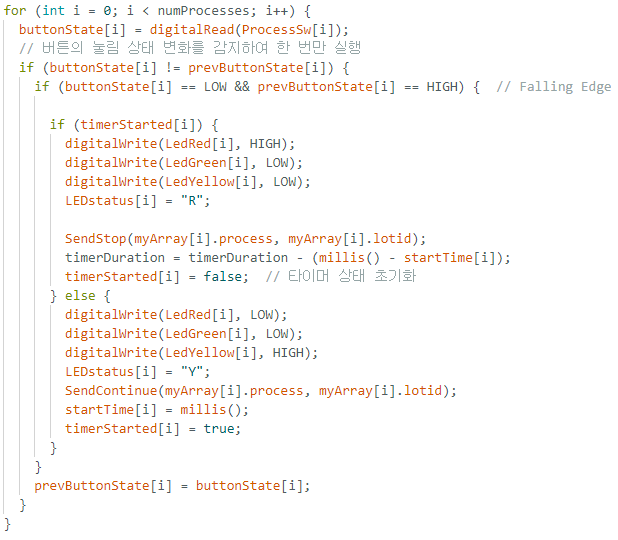 for (int i = 0; i < numProcesses; i++) {
  buttonState[i] = digitalRead(ProcessSw[i]);
  // 버튼의 눌림 상태 변화를 감지하여 한 번만 실행
  if (buttonState[i] != prevButtonState[i]) {
    if (buttonState[i] == LOW && prevButtonState[i] == HIGH) {  // Falling Edge

      if (timerStarted[i]) {
        digitalWrite(LedRed[i], HIGH);
        digitalWrite(LedGreen[i], LOW);
        digitalWrite(LedYellow[i], LOW);
        LEDstatus[i] = "R";

        SendStop(myArray[i].process, myArray[i].lotid);
        timerDuration = timerDuration - (millis() - startTime[i]);
        timerStarted[i] = false;  // 타이머 상태 초기화
      } else {
        digitalWrite(LedRed[i], LOW);
        digitalWrite(LedGreen[i], LOW);
        digitalWrite(LedYellow[i], HIGH);
        LEDstatus[i] = "Y";
        SendContinue(myArray[i].process, myArray[i].lotid);
        startTime[i] = millis();
        timerStarted[i] = true;
      }
    }
    prevButtonState[i] = buttonState[i];
  }
}